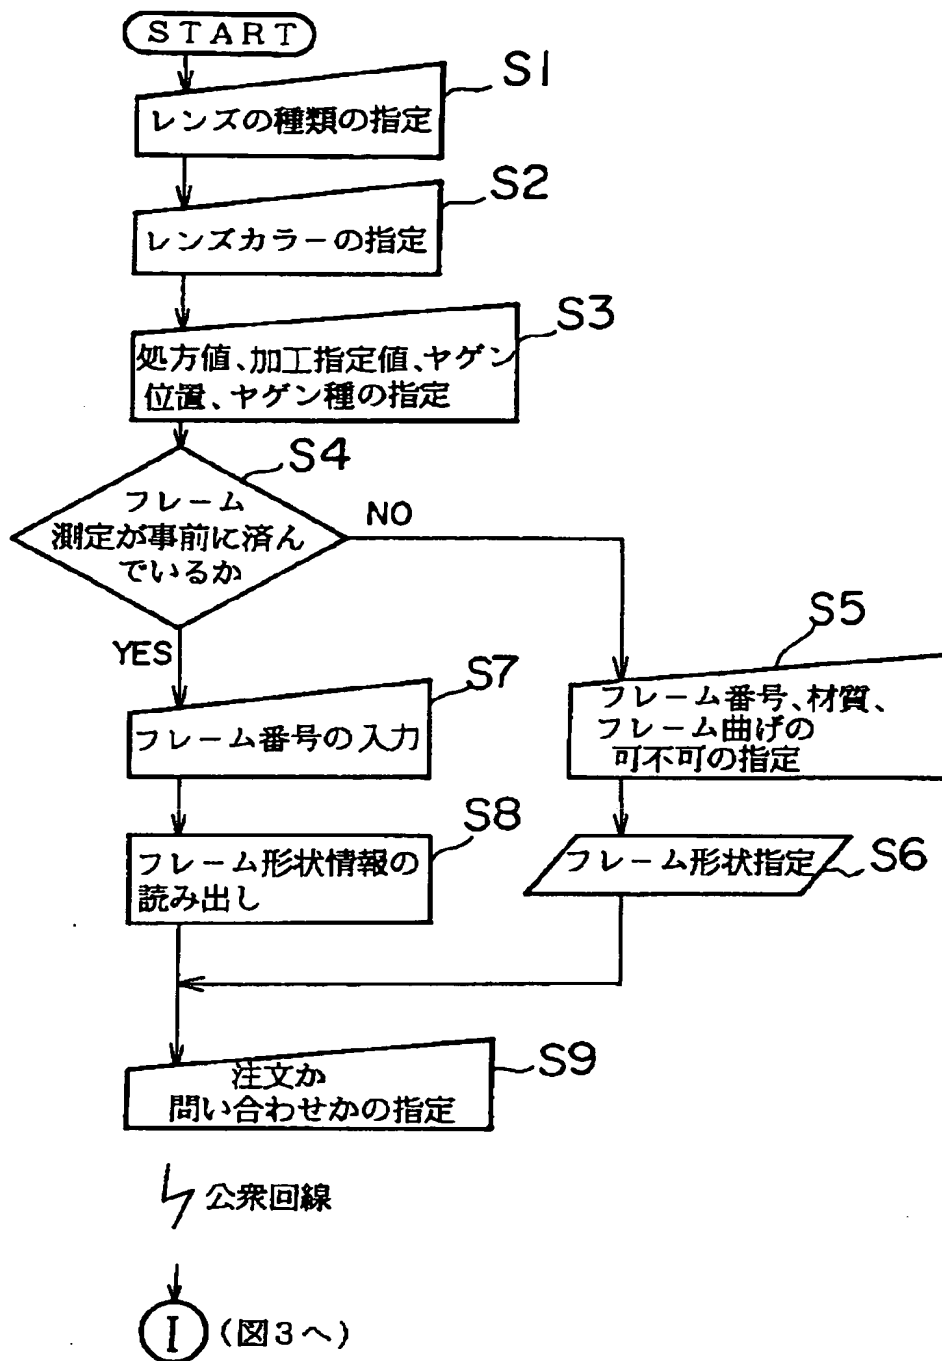 START
S1
レンズの種類の指定
S2
レンズカラーの指定
S3
処方値、加工指定値、ヤゲン
位置、ヤゲン種の指定
S4
フレーム
測定が事前に済ん
でいるか
NO
YES
S5
フレーム番号、材質、
フレーム曲げの
可不可の指定
S7
フレーム番号の入力
S8
フレーム形状情報の
読み出し
フレーム形状指定
S6
S9
注文か
問い合わせかの指定
公衆回線
I
(図3へ)